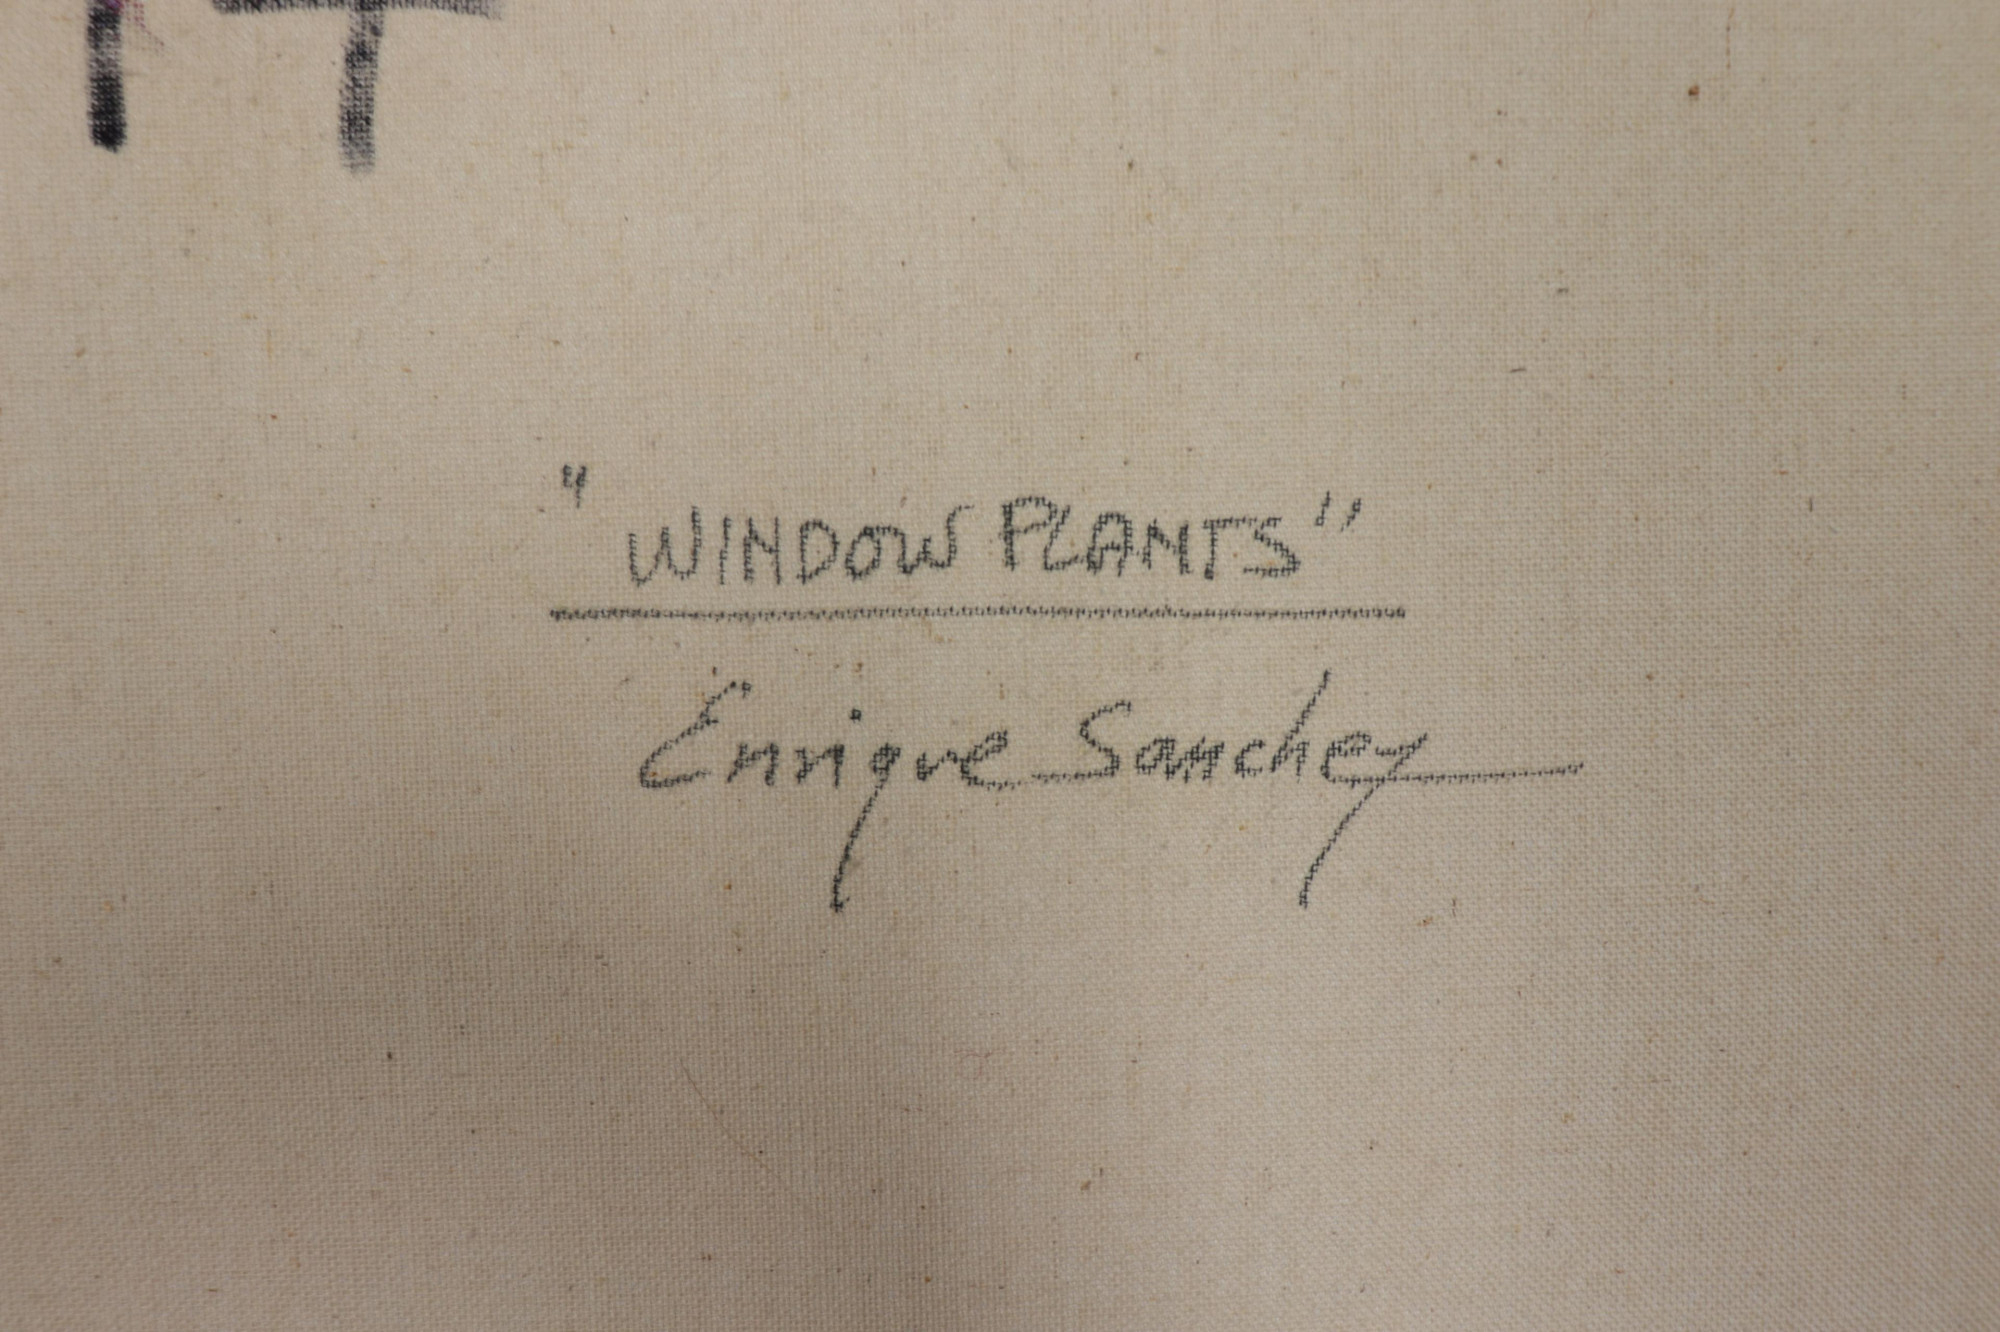 "WINDOW PLANTS"
Enrique Sanchez